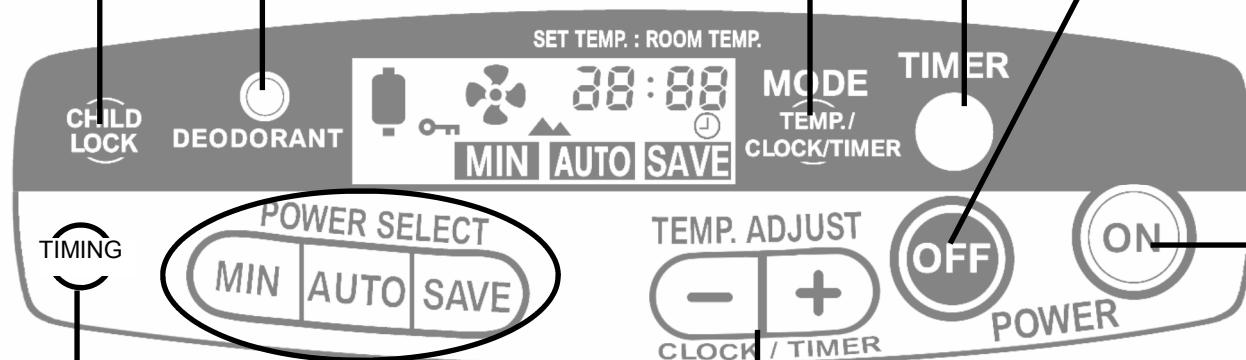 SET TEMP. : ROOM TEMP.
CHILD
LOCK
DEODORANT
28:88
MIN AUTO SAVE
MODE
TEMP./
CLOCK/TIMER
TIMER
TIMING
POWER SELECT
MIN AUTO SAVE
TEMP. ADJUST
− +
CLOCK / TIMER
OFF
ON
POWER